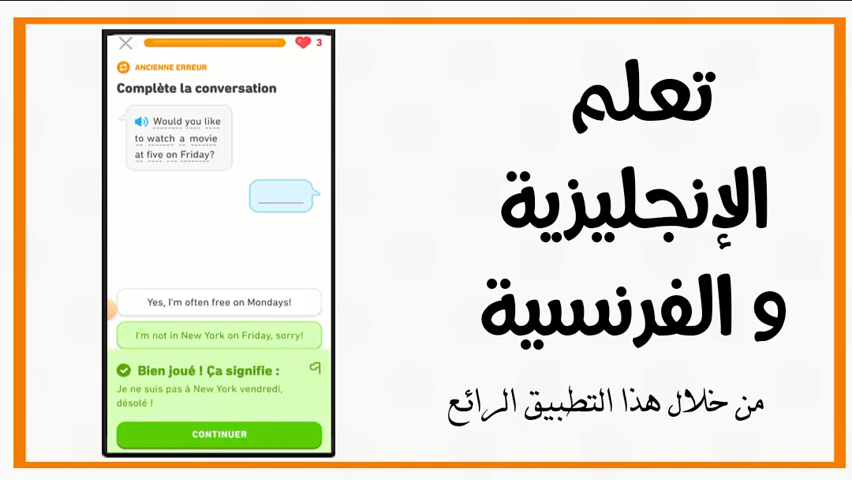 3
ANCIENNE ERREUR
Complète la conversation
Would you like
to watch a movie
at five on Friday?
Yes, I'm often free on Mondays!
I'm not in New York on Friday, sorry!
Bien joué ! Ça signifie :
Je ne suis pas à New York vendredi,
désolé !
CONTINUER
تعلم
الإنجليزية
و الفرنسية
من خلال هذا التطبيق الرائع